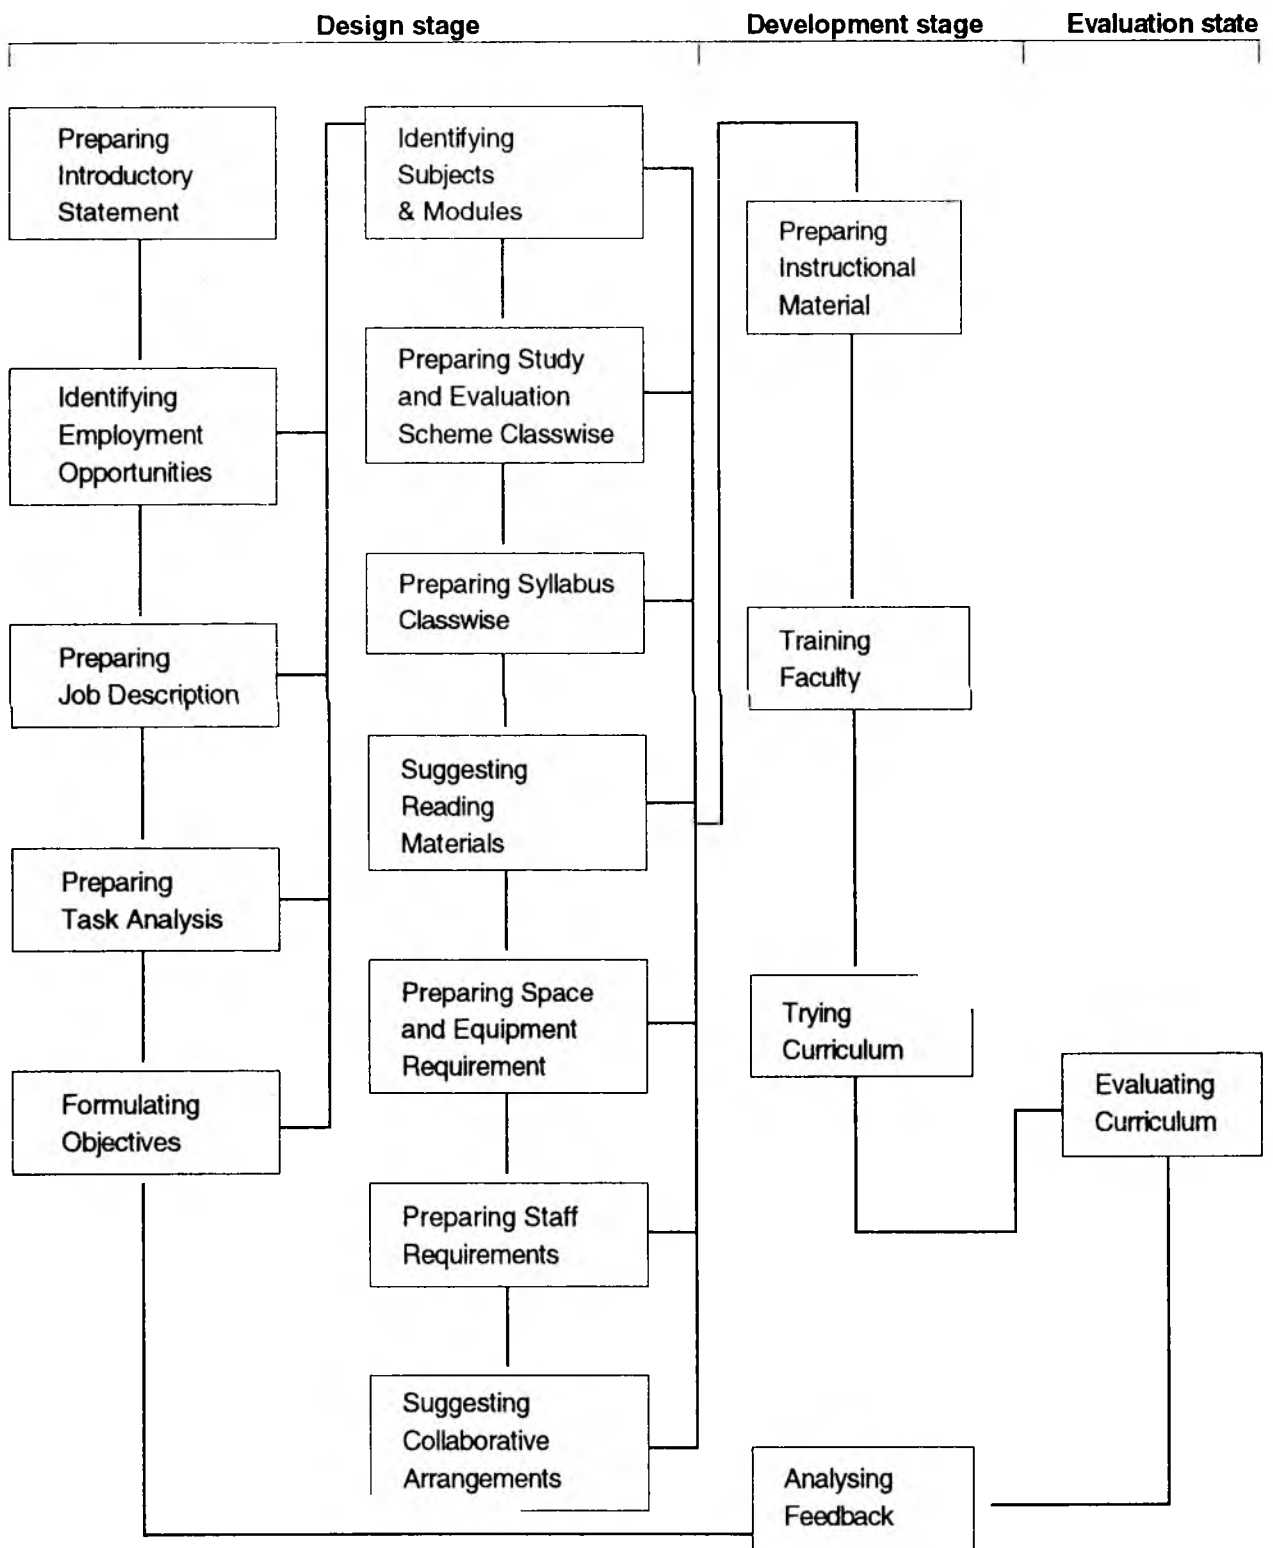 Design stage
Development stage
Evaluation state
Preparing
Introductory
Statement
Identifying
Employment
Opportunities
Preparing
Job Description
Preparing
Task Analysis
Formulating
Objectives
Identifying
Subjects
& Modules
Preparing Study
and Evaluation
Scheme Classwise
Preparing Syllabus
Classwise
Suggesting
Reading
Materials
Preparing Space
and Equipment
Requirement
Preparing Staff
Requirements
Suggesting
Collaborative
Arrangements
Preparing
Instructional
Material
Training
Faculty
Trying
Curriculum
Evaluating
Curriculum
Analysing
Feedback